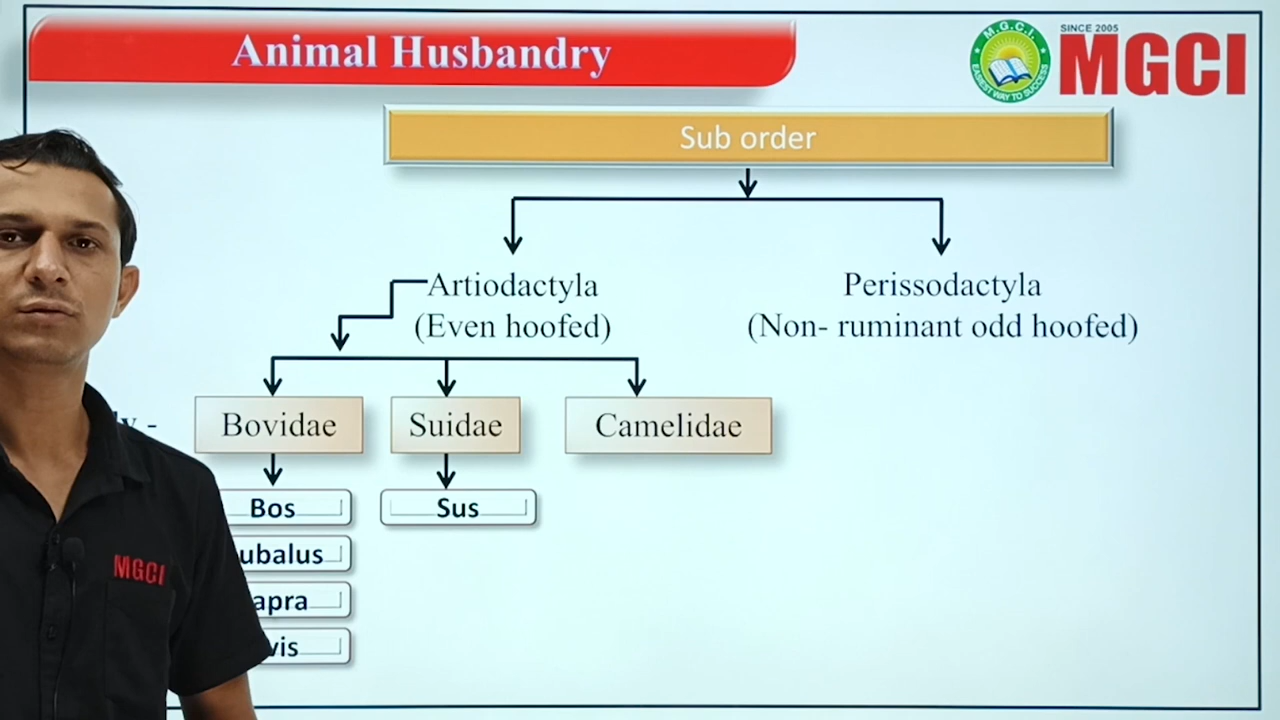 Animal Husbandry
M.G.C.I.
EASIEST WAY TO SUCCESS
SINCE 2005
MGCI
Sub order
Artiodactyla
(Even hoofed)
Perissodactyla
(Non- ruminant odd hoofed)
Bovidae
Suidae
Camelidae
Bos
Sus
ubalus
apra
vis
MGCI